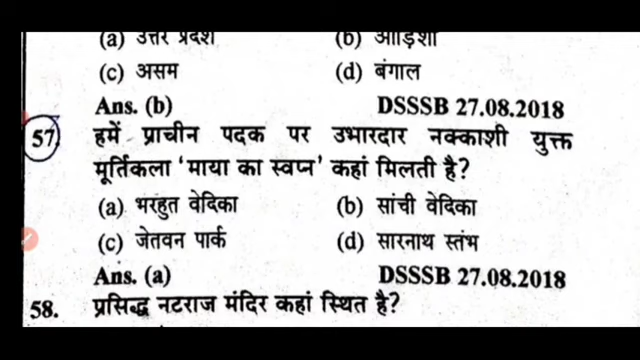 (a) उत्तर प्रदेश (b) ओड़िशा
(c) असम (d) बंगाल
Ans. (b) DSSSB 27.08.2018
57. हमें प्राचीन पदक पर उभारदार नक्काशी युक्त
मूर्तिकला ‘माया का स्वप्न’ कहां मिलती है?
(a) भरहुत वेदिका (b) सांची वेदिका
(c) जेतवन पार्क (d) सारनाथ स्तंभ
Ans. (a) DSSSB 27.08.2018
58. प्रसिद्ध नटराज मंदिर कहां स्थित है?